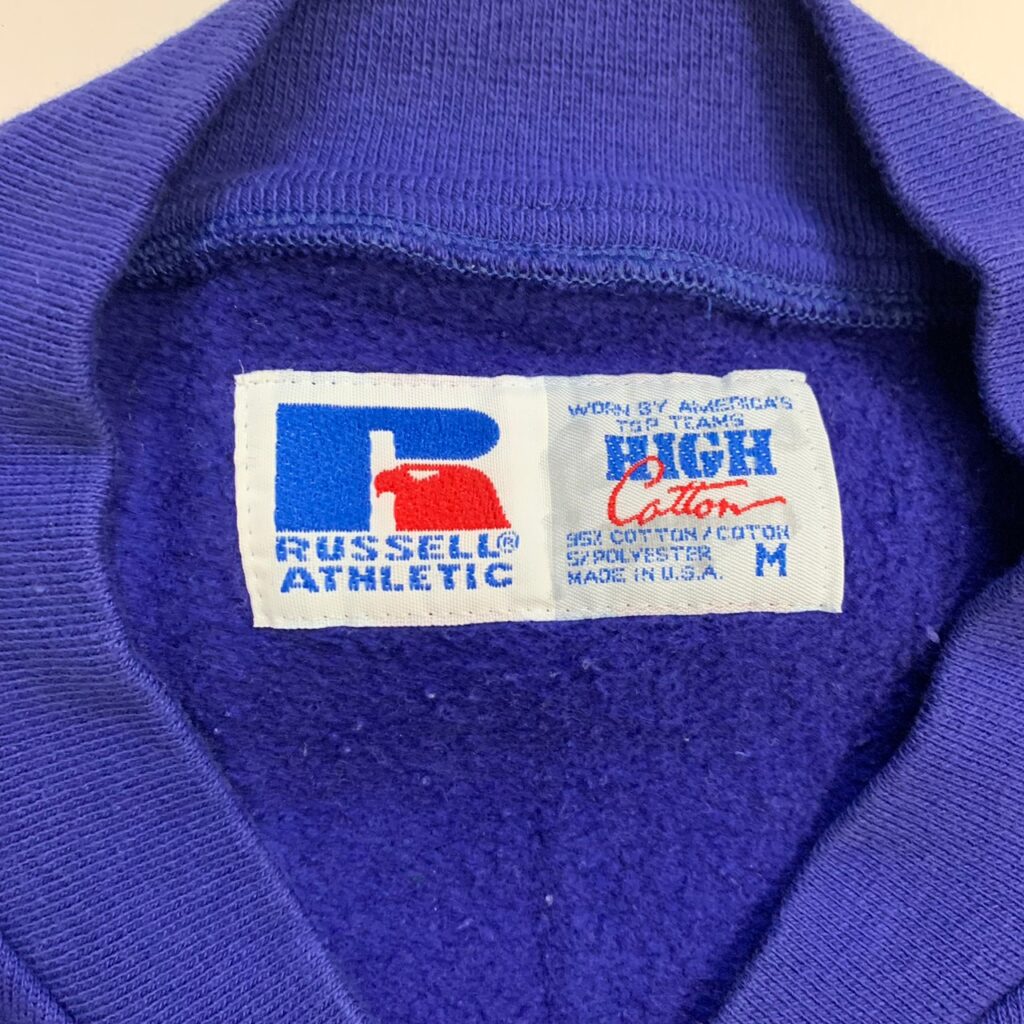 RUSSELL®
ATHLETIC
WORN BY AMERICA'S
TOP TEAMS
HIGH
Cotton
95% COTTON/COTON
5/POLYESTER
MADE IN U.S.A.
M